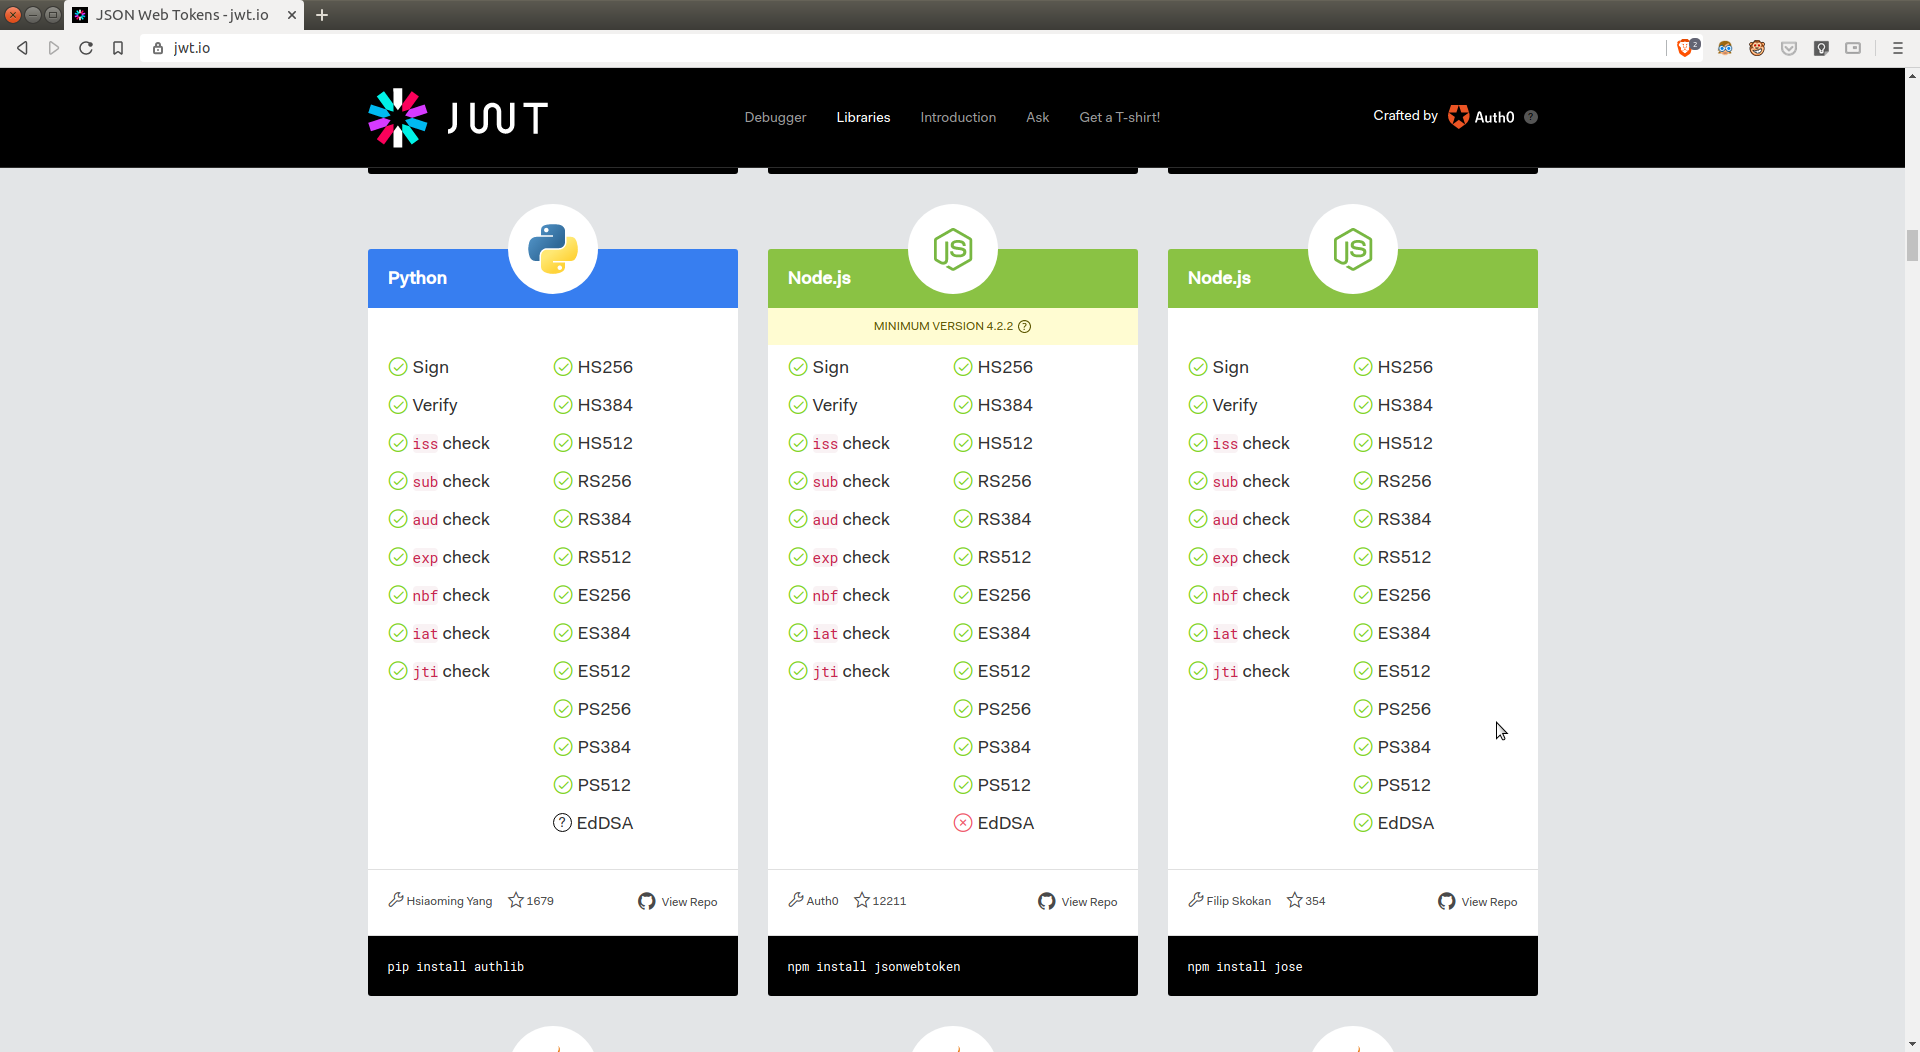 JSON Web Tokens - jwt.io
jwt.io
2
JWT
Debugger
Libraries
Introduction
Ask
Get a T-shirt!
Crafted by
Auth0
?
Python
Sign
Verify
iss check
sub check
aud check
exp check
nbf check
iat check
jti check
HS256
HS384
HS512
RS256
RS384
RS512
ES256
ES384
ES512
PS256
PS384
PS512
? EdDSA
Hsiaoming Yang
1679
View Repo
pip install authlib
JS
Node.js
MINIMUM VERSION 4.2.2 ?
Sign
Verify
iss check
sub check
aud check
exp check
nbf check
iat check
jti check
HS256
HS384
HS512
RS256
RS384
RS512
ES256
ES384
ES512
PS256
PS384
PS512
EdDSA
Auth0
12211
View Repo
npm install jsonwebtoken
JS
Node.js
Sign
Verify
iss check
sub check
aud check
exp check
nbf check
iat check
jti check
HS256
HS384
HS512
RS256
RS384
RS512
ES256
ES384
ES512
PS256
PS384
PS512
EdDSA
Filip Skokan
354
View Repo
npm install jose